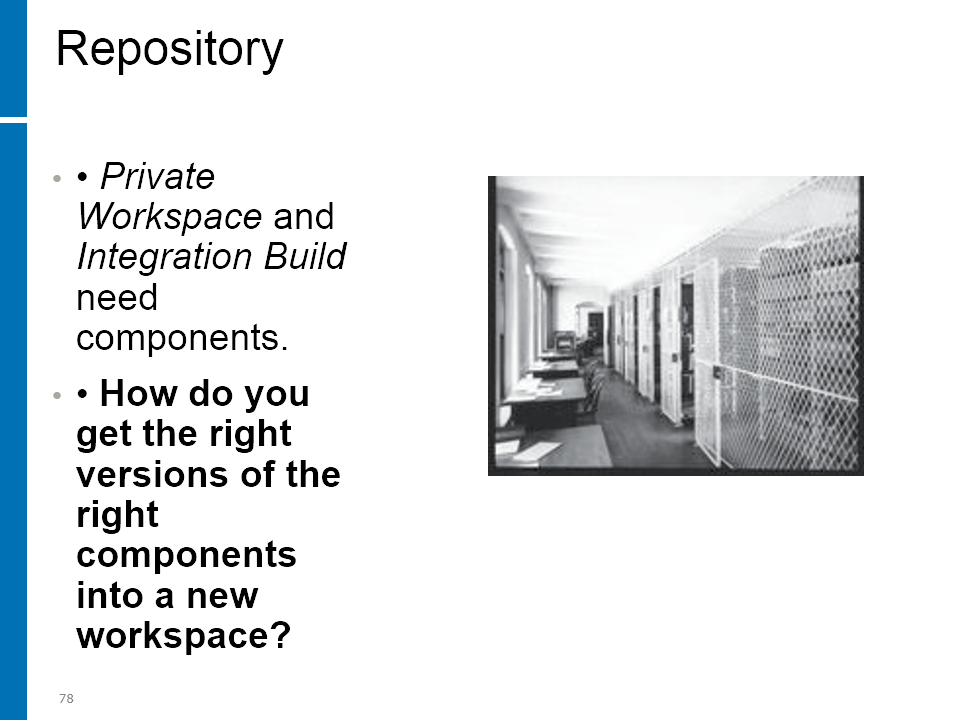 Repository
• • Private
Workspace and
Integration Build
need
components.
• • How do you
get the right
versions of the
right
components
into a new
workspace?
78